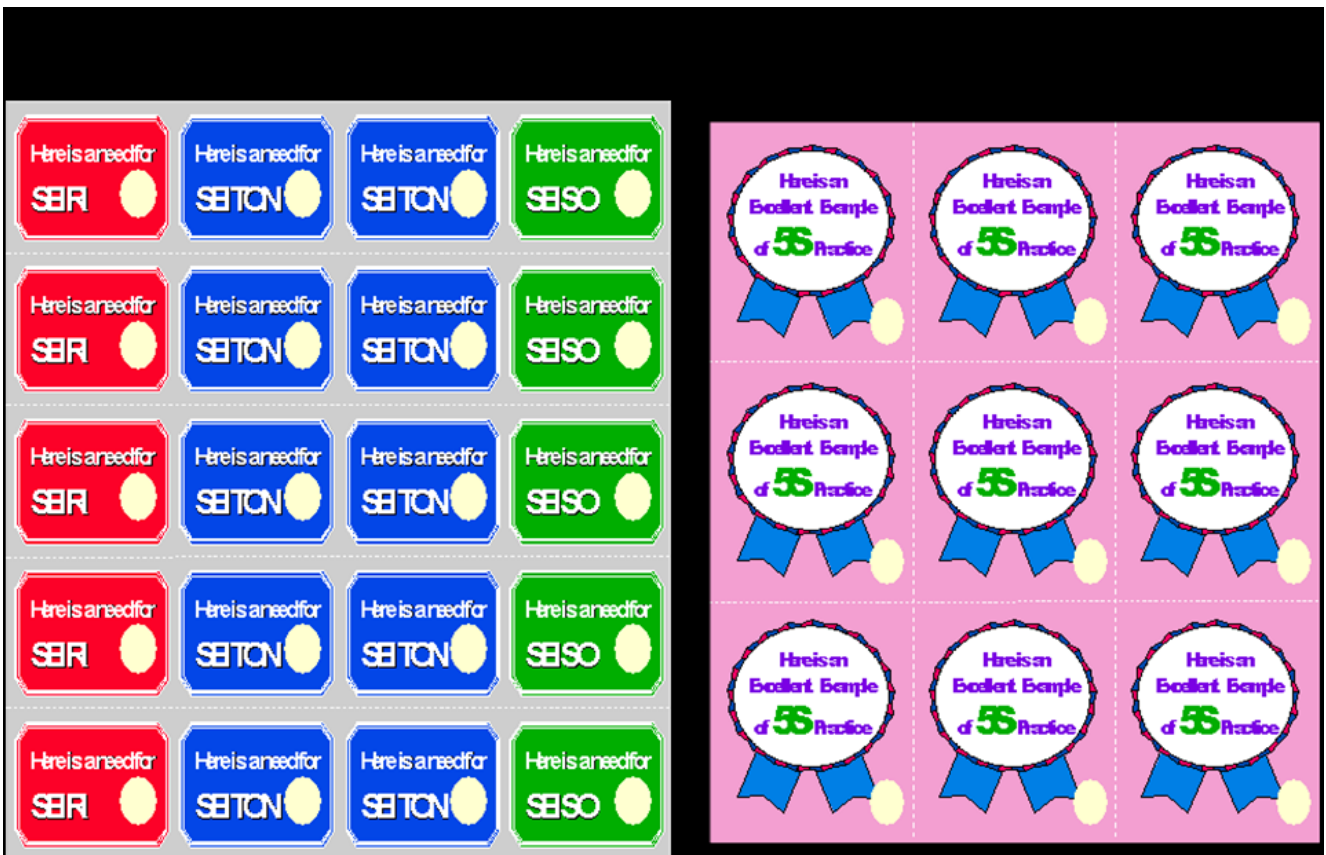 Here is a need for
SEIRI
Here is a need for
SEITON
Here is a need for
SEITON
Here is a need for
SEISO
Here is a need for
SEIRI
Here is a need for
SEITON
Here is a need for
SEITON
Here is a need for
SEISO
Here is a need for
SEIRI
Here is a need for
SEITON
Here is a need for
SEITON
Here is a need for
SEISO
Here is a need for
SEIRI
Here is a need for
SEITON
Here is a need for
SEITON
Here is a need for
SEISO
Here is a need for
SEIRI
Here is a need for
SEITON
Here is a need for
SEITON
Here is a need for
SEISO
Here is an
Excellent Example
of 5S Practice
Here is an
Excellent Example
of 5S Practice
Here is an
Excellent Example
of 5S Practice
Here is an
Excellent Example
of 5S Practice
Here is an
Excellent Example
of 5S Practice
Here is an
Excellent Example
of 5S Practice
Here is an
Excellent Example
of 5S Practice
Here is an
Excellent Example
of 5S Practice
Here is an
Excellent Example
of 5S Practice